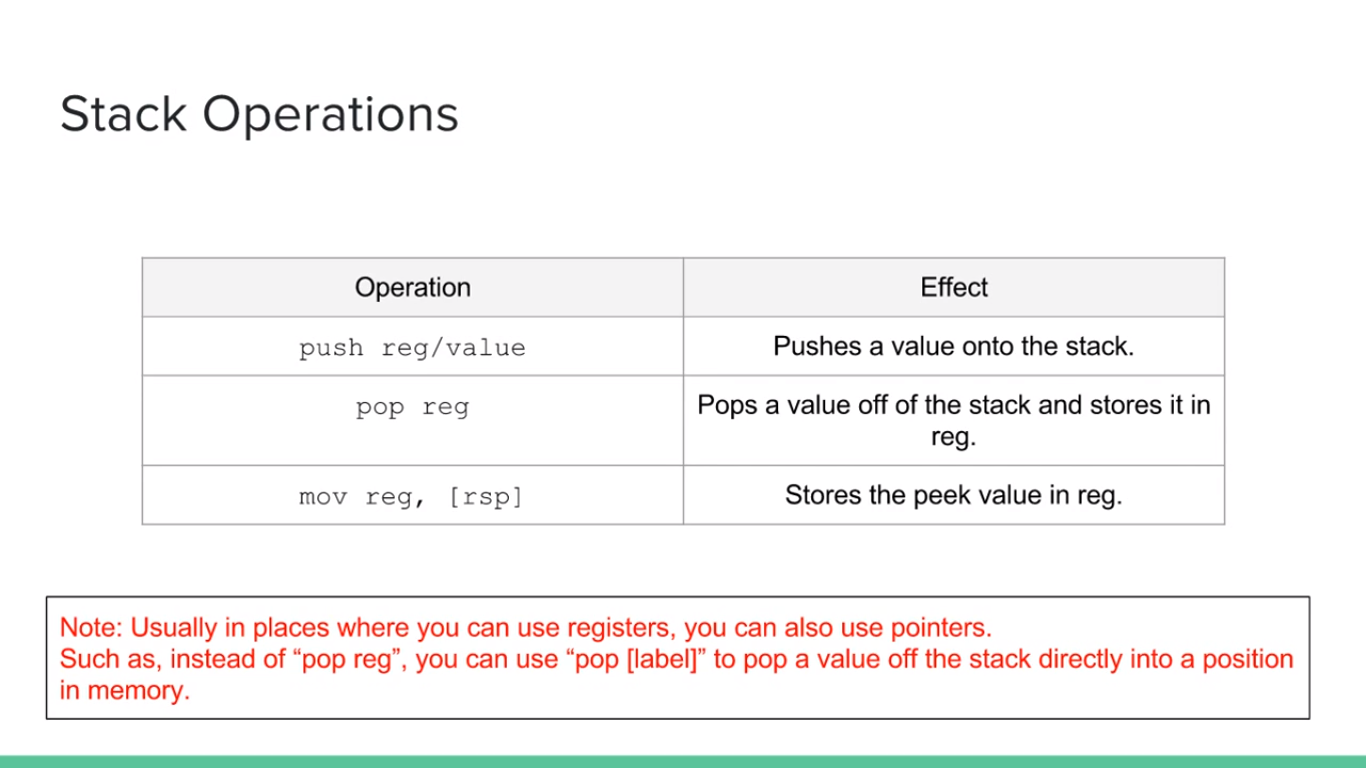 Stack Operations
Operation
Effect
push reg/value
Pushes a value onto the stack.
pop reg
Pops a value off of the stack and stores it in
reg.
mov reg, [rsp]
Stores the peek value in reg.
Note: Usually in places where you can use registers, you can also use pointers.
Such as, instead of “pop reg”, you can use “pop [label]” to pop a value off the stack directly into a position
in memory.